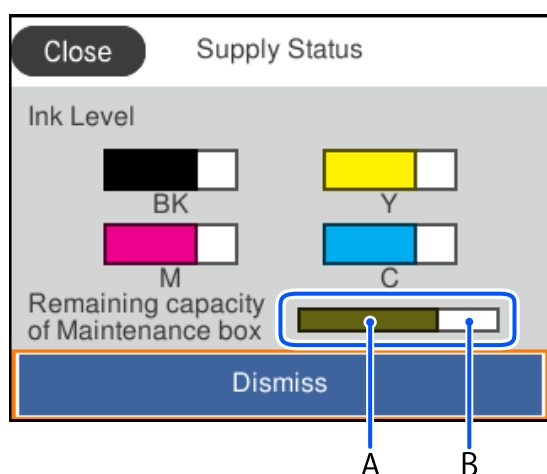 Close
Supply Status
Ink Level
BK
Y
M
C
Remaining capacity
of Maintenance box
Dismiss
A
B